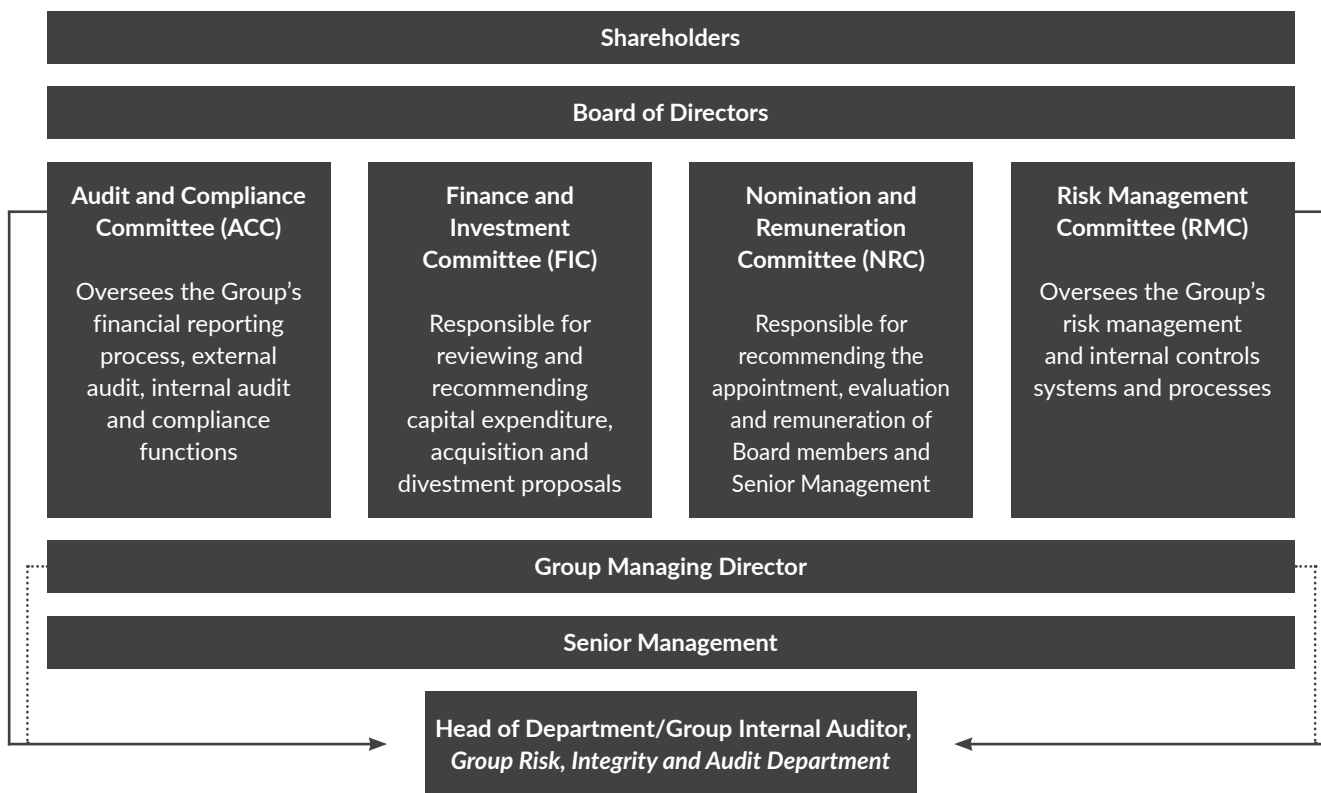 Shareholders
Board of Directors
Audit and Compliance
Committee (ACC)
Oversees the Group's
financial reporting
process, external
audit, internal audit
and compliance
functions
Finance and
Investment
Committee (FIC)
Responsible for
reviewing and
recommending
capital expenditure,
acquisition and
divestment proposals
Nomination and
Remuneration
Committee (NRC)
Responsible for
recommending the
appointment, evaluation
and remuneration of
Board members and
Senior Management
Risk Management
Committee (RMC)
Oversees the Group's
risk management
and internal controls
systems and processes
Group Managing Director
Senior Management
Head of Department/Group Internal Auditor,
Group Risk, Integrity and Audit Department